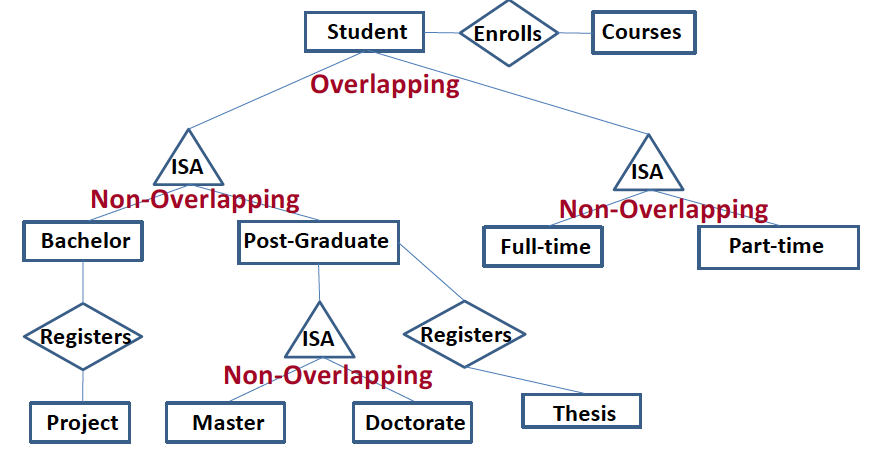 Student
Enrolls
Courses
Overlapping
ISA
ISA
Non-Overlapping
Non-Overlapping
Bachelor
Post-Graduate
Full-time
Part-time
Registers
ISA
Registers
Non-Overlapping
Project
Master
Doctorate
Thesis